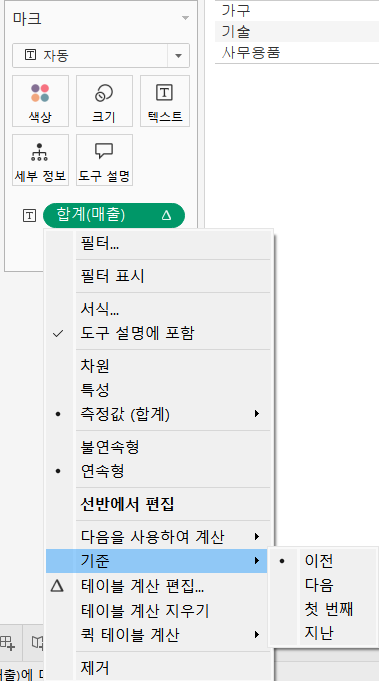 마크
가구
기술
사무용품
자동
색상
크기
텍스트
세부 정보
도구 설명
합계(매출)
필터...
필터 표시
서식...
도구 설명에 포함
차원
특성
측정값 (합계)
불연속형
연속형
선반에서 편집
다음을 사용하여 계산
기준
이전
다음
첫 번째
지난
테이블 계산 편집...
테이블 계산 지우기
퀵 테이블 계산
제거